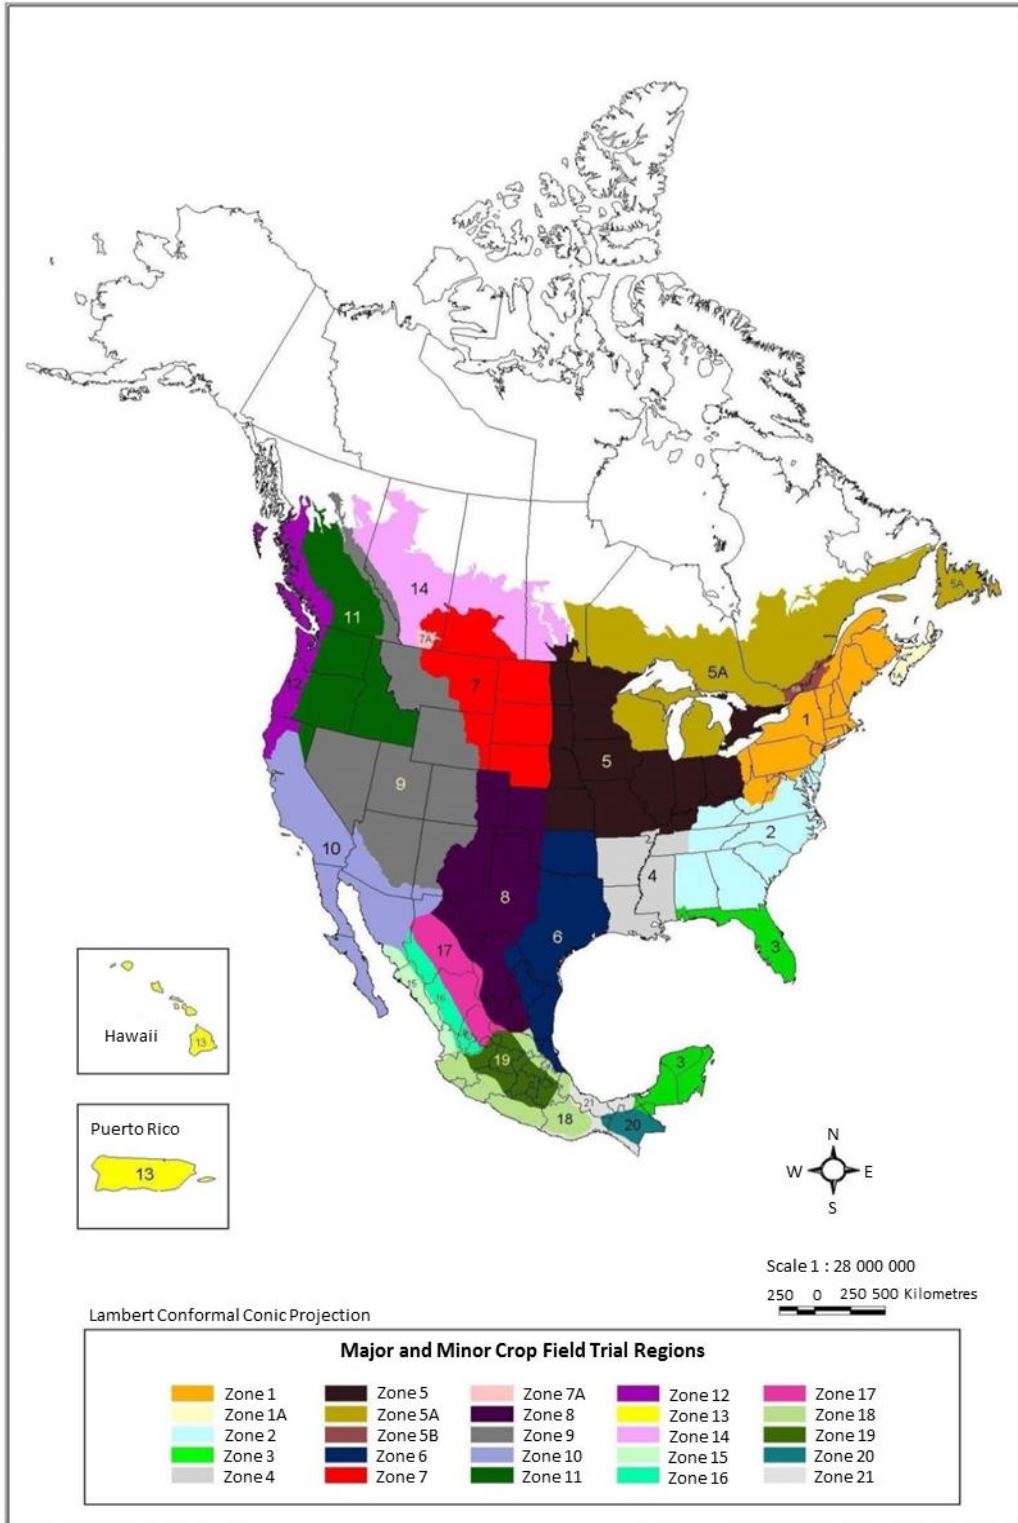 14
11
7A
7
12
5A
5A
1A
5B
1
5
9
2
10
4
8
6
17
3
15
16
Hawaii
13
19
3
21
18
20
Puerto Rico
13
N
W E
S
Scale 1 : 28 000 000
250 0 250 500 Kilometres
Lambert Conformal Conic Projection
Major and Minor Crop Field Trial Regions
Zone 1 Zone 5 Zone 7A Zone 12 Zone 17
Zone 1A Zone 5A Zone 8 Zone 13 Zone 18
Zone 2 Zone 5B Zone 9 Zone 14 Zone 19
Zone 3 Zone 6 Zone 10 Zone 15 Zone 20
Zone 4 Zone 7 Zone 11 Zone 16 Zone 21